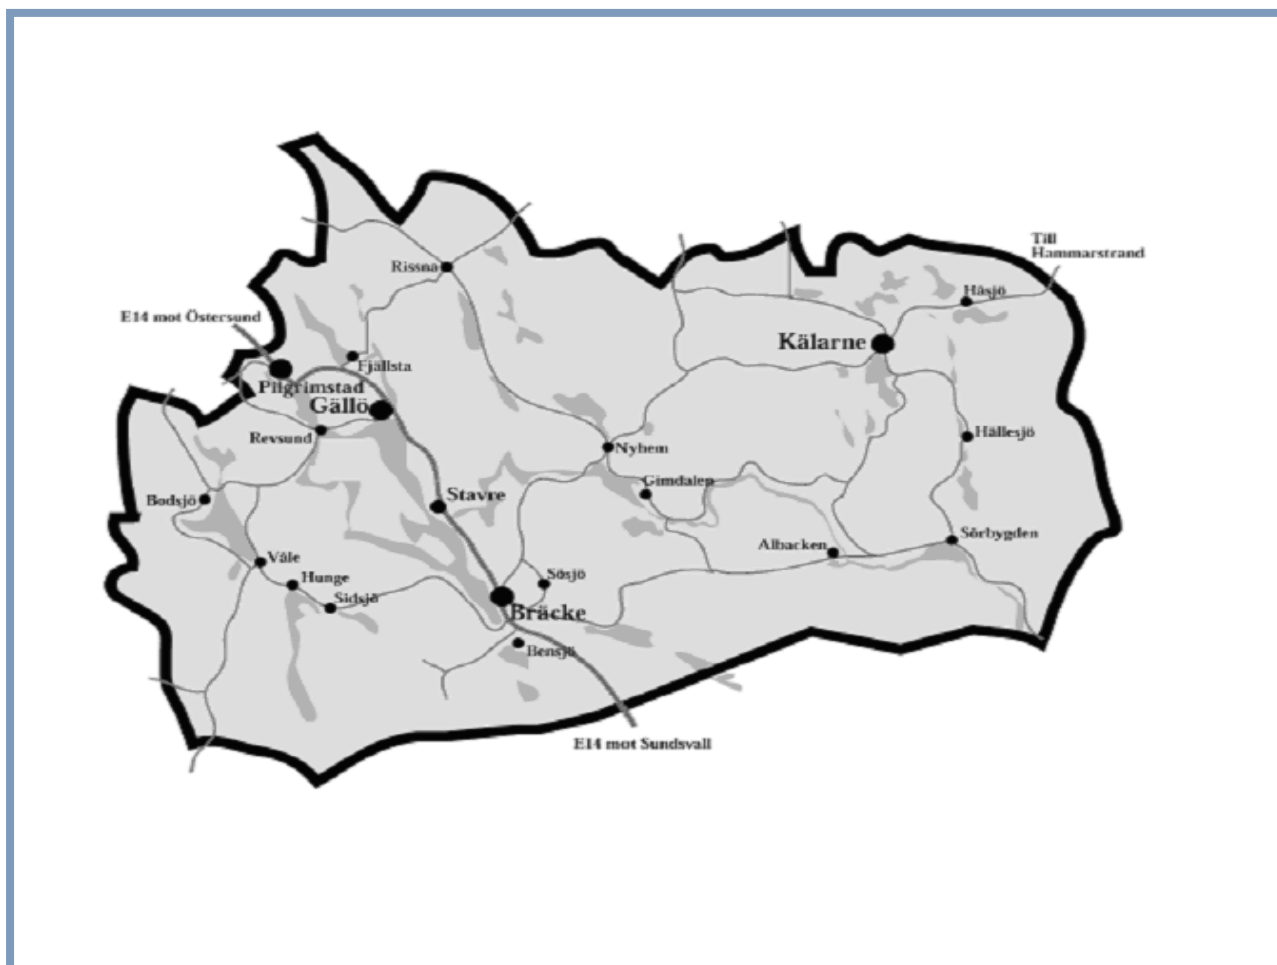 Till
Hammarstrand
Rissna
Håsjö
E14 mot Östersund
Kälarne
Fjällsta
Pilgrimstad
Gällö
Revsund
Hällesjö
Nyhem
Gimdalen
Bodsjö
Stavre
Sörbygden
Albacken
Våle
Hunge
Sösjö
Sidsjö
Bräcke
Bensjö
E14 mot Sundsvall